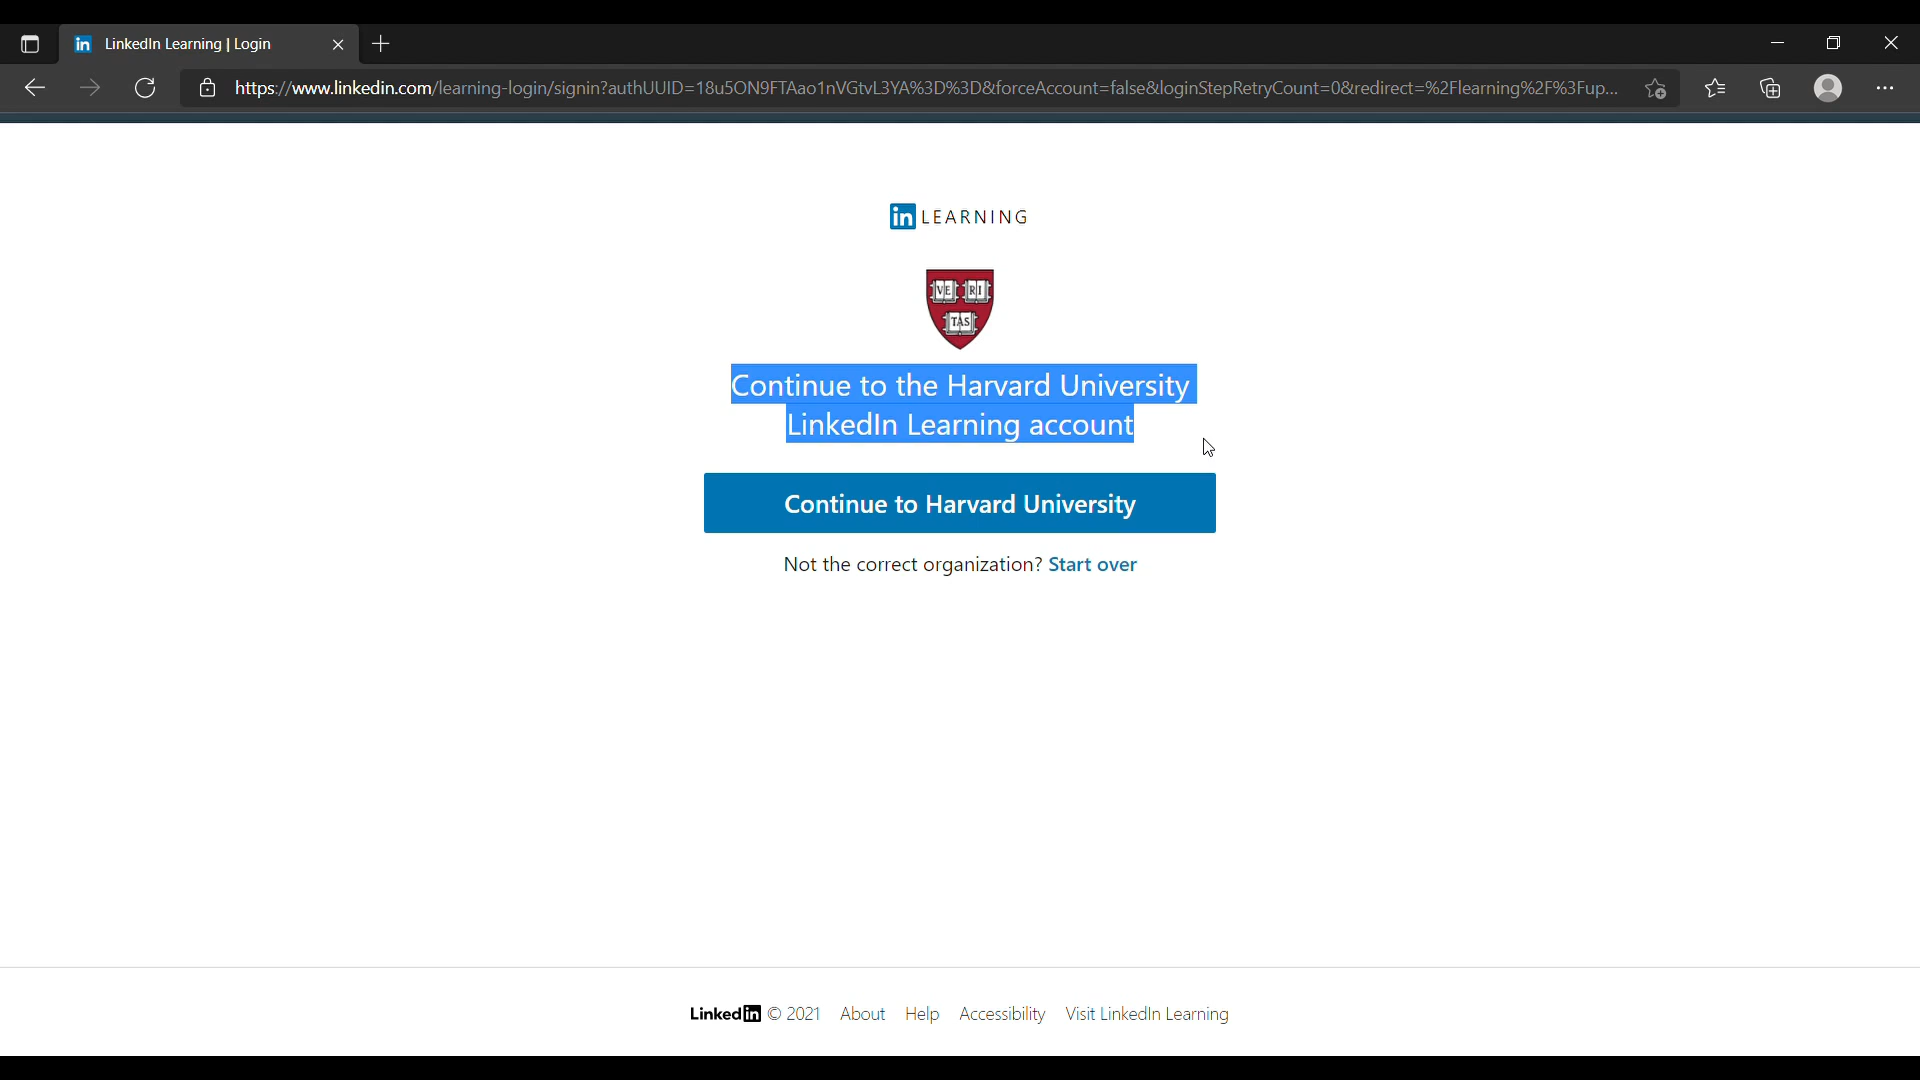 LinkedIn Learning | Login
https://www.linkedin.com/learning-login/signin?authUUID=18u5ON9FTAao1nVGtvL3YA%3D%3D&forceAccount=false&loginStepRetryCount=0&redirect=%2Flearning%2F%3Fup...
in LEARNING
VE RI
TAS
Continue to the Harvard University
LinkedIn Learning account
Continue to Harvard University
Not the correct organization? Start over
Linked in © 2021 About Help Accessibility Visit LinkedIn Learning